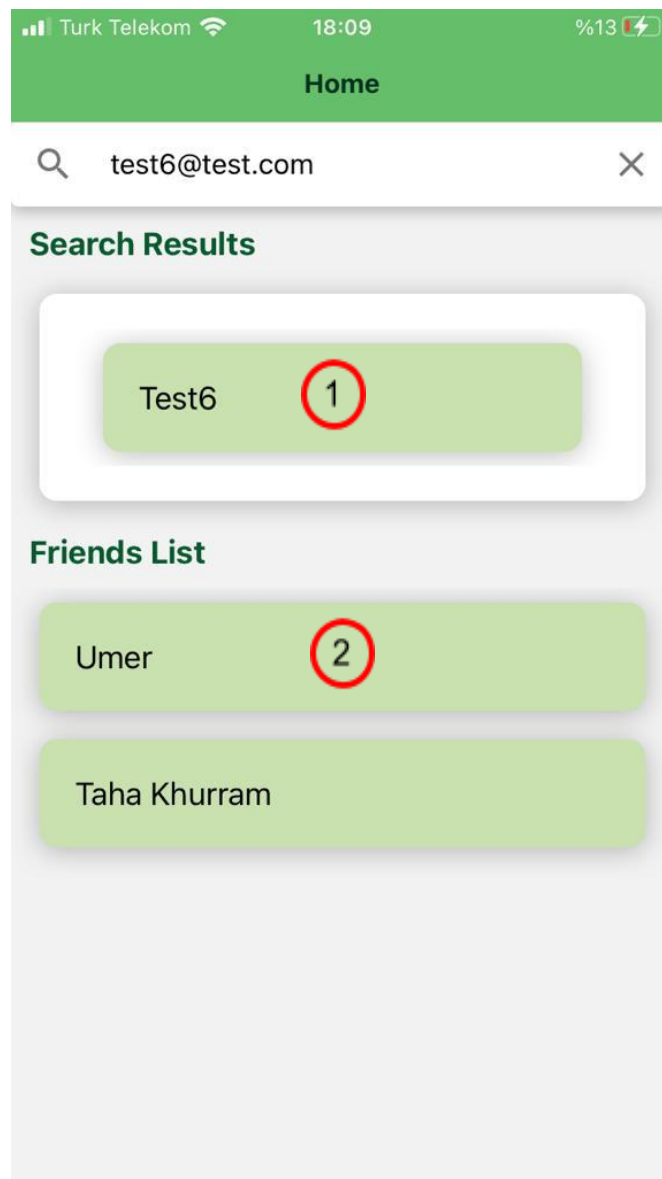 Turk Telekom 18:09 %13
Home
test6@test.com
Search Results
Test6 1
Friends List
Umer 2
Taha Khurram